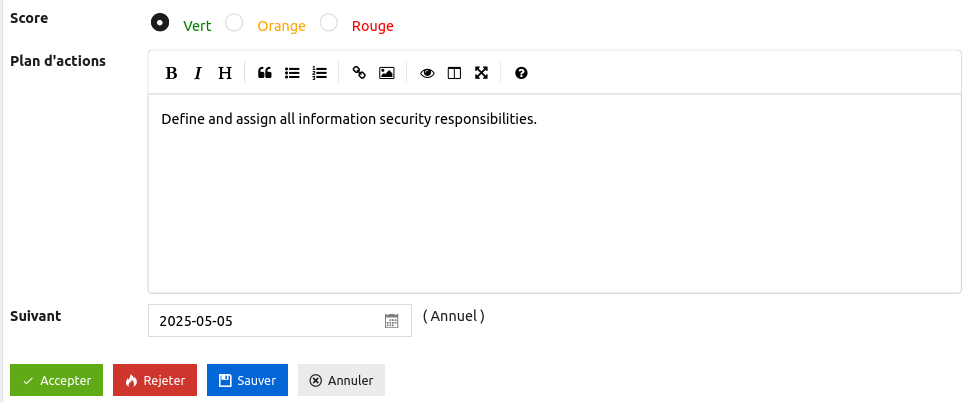 Score
Vert Orange Rouge
Plan d'actions
B I H
Define and assign all information security responsibilities.
Suivant
2025-05-05 ( Annuel )
Accepter Rejeter Sauver Annuler